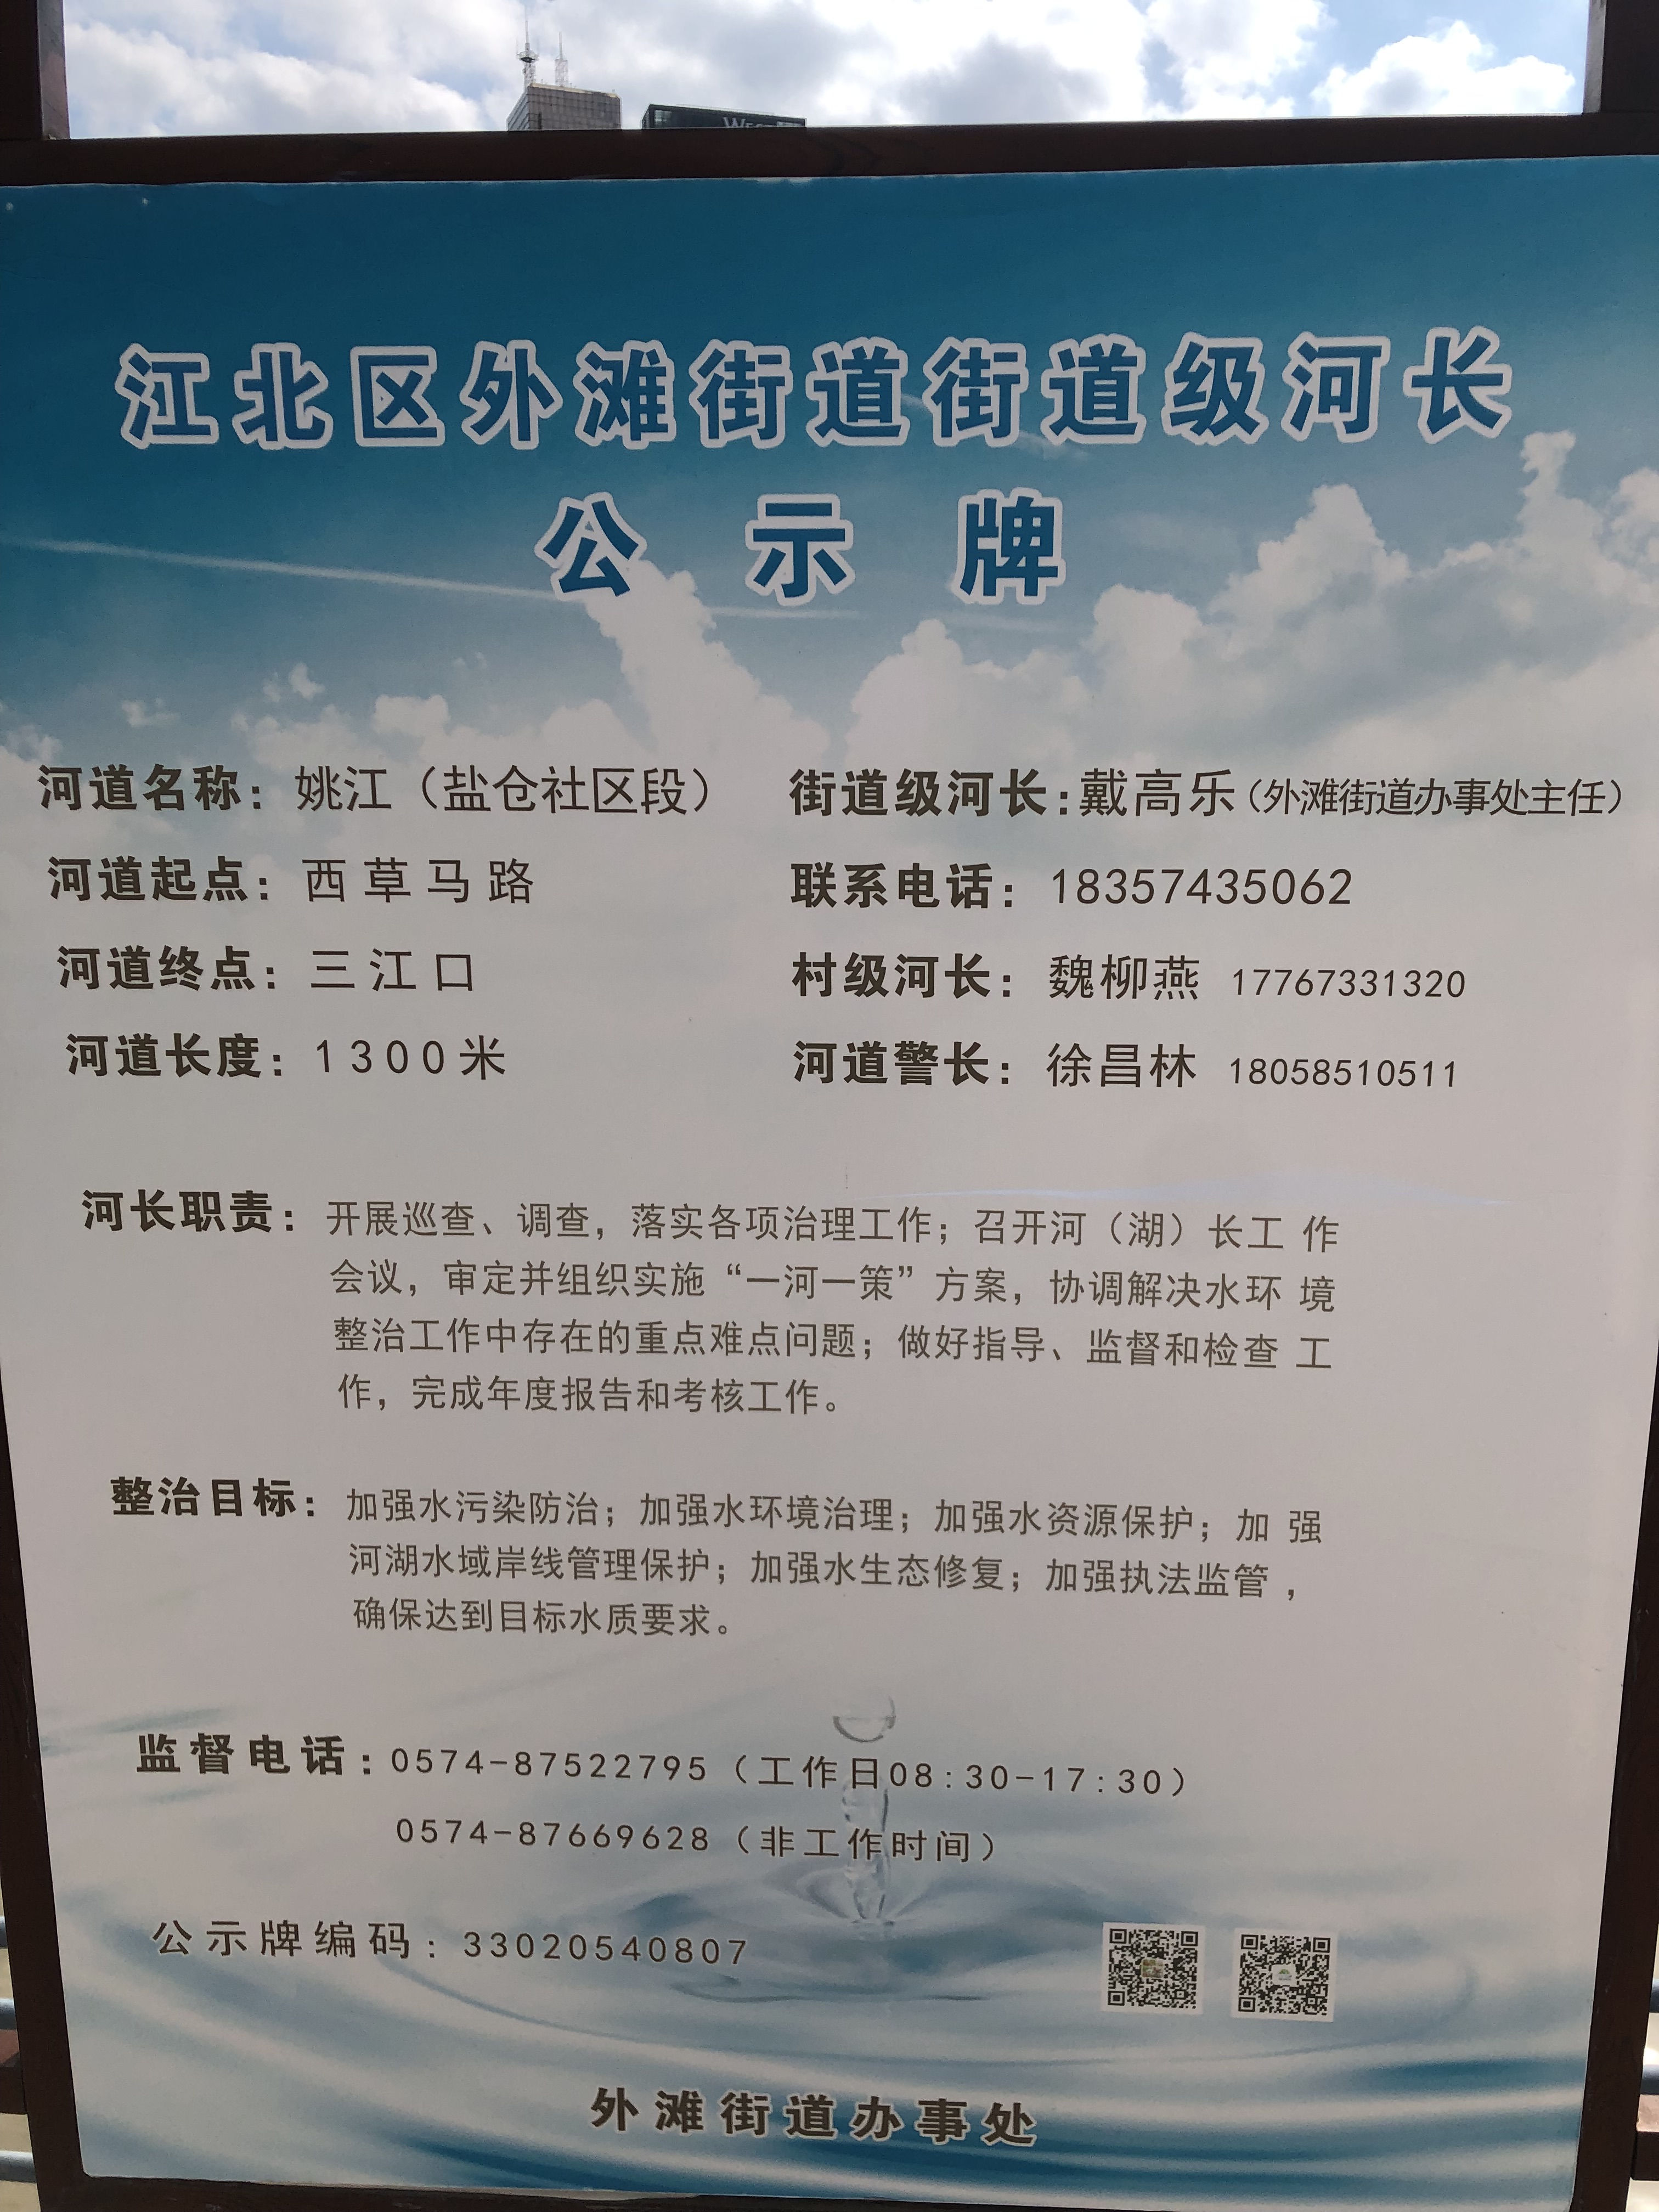 江北区外滩街道街道级河长
公示牌
河道名称：姚江（盐仓社区段）
街道级河长：戴高乐（外滩街道办事处主任）
河道起点：西草马路
联系电话：18357435062
河道终点：三江口
村级河长：魏柳燕 17767331320
河道长度：1300米
河道警长：徐昌林 18058510511
河长职责：开展巡查、调查，落实各项治理工作；召开河（湖）长工 作
会议，审定并组织实施“一河一策”方案，协调解决水环 境
整治工作中存在的重点难点问题；做好指导、监督和检查 工
作，完成年度报告和考核工作。
整治目标：加强水污染防治；加强水环境治理；加强水资源保护；加 强
河湖水域岸线管理保护；加强水生态修复；加强执法监管，
确保达到目标水质要求。
监督电话：0574-87522795（工作日08:30-17:30）
0574-87669628（非工作时间）
公示牌编码：33020540807
外滩街道办事处